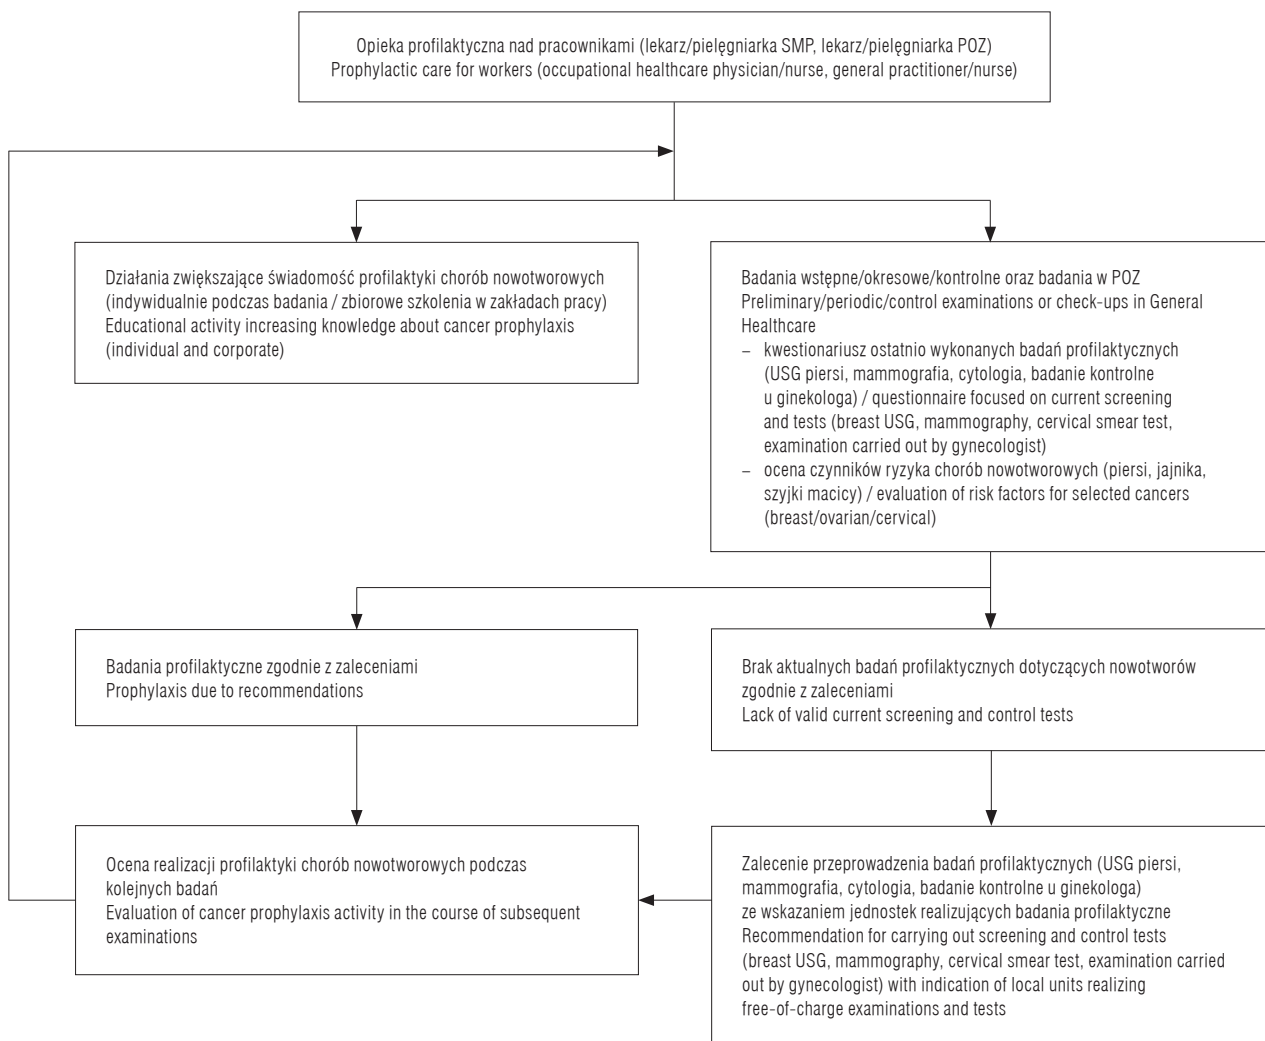 Opieka profilaktyczna nad pracownikami (lekarz/pielęgniarka SMP, lekarz/pielęgniarka POZ)
Prophylactic care for workers (occupational healthcare physician/nurse, general practitioner/nurse)
Działania zwiększające świadomość profilaktyki chorób nowotworowych
(indywidualnie podczas badania / zbiorowe szkolenia w zakładach pracy)
Educational activity increasing knowledge about cancer prophylaxis
(individual and corporate)
Badania wstępne/okresowe/kontrolne oraz badania w POZ
Preliminary/periodic/control examinations or check-ups in General
Healthcare
– kwestionariusz ostatnio wykonanych badań profilaktycznych
(USG piersi, mammografia, cytologia, badanie kontrolne
u ginekologa) / questionnaire focused on current screening
and tests (breast USG, mammography, cervical smear test,
examination carried out by gynecologist)
– ocena czynników ryzyka chorób nowotworowych (piersi, jajnika,
szyjki macicy) / evaluation of risk factors for selected cancers
(breast/ovarian/cervical)
Badania profilaktyczne zgodnie z zaleceniami
Prophylaxis due to recommendations
Brak aktualnych badań profilaktycznych dotyczących nowotworów
zgodnie z zaleceniami
Lack of valid current screening and control tests
Ocena realizacji profilaktyki chorób nowotworowych podczas
kolejnych badań
Evaluation of cancer prophylaxis activity in the course of subsequent
examinations
Zalecenie przeprowadzenia badań profilaktycznych (USG piersi,
mammografia, cytologia, badanie kontrolne u ginekologa)
ze wskazaniem jednostek realizujących badania profilaktyczne
Recommendation for carrying out screening and control tests
(breast USG, mammography, cervical smear test, examination carried
out by gynecologist) with indication of local units realizing
free-of-charge examinations and tests